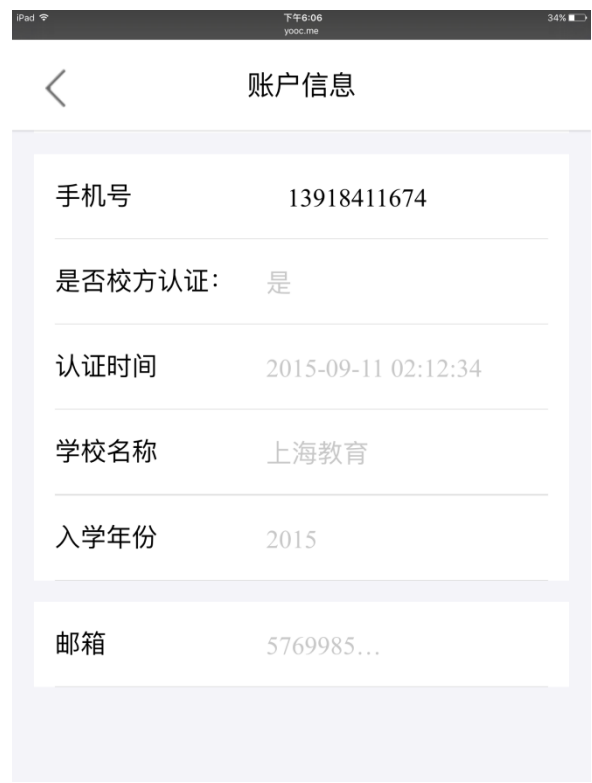 iPad 下午6:06 34%
yooc.me
账户信息
手机号 13918411674
是否校方认证： 是
认证时间 2015-09-11 02:12:34
学校名称 上海教育
入学年份 2015
邮箱 5769985...